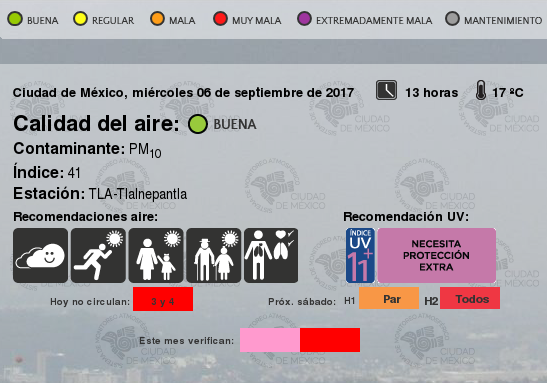 BUENA REGULAR MALA MUY MALA EXTREMADAMENTE MALA MANTENIMIENTO
Ciudad de México, miércoles 06 de septiembre de 2017 13 horas 17 ºC
Calidad del aire: BUENA
Contaminante: PM10
Índice: 41
Estación: TLA-Tlalnepantla
Recomendaciones aire: Recomendación UV:
ÍNDICE UV 11+
NECESITA
PROTECCIÓN
EXTRA
Hoy no circulan: 3 y 4 Próx. sábado: H1 Par H2 Todos
Este mes verifican: